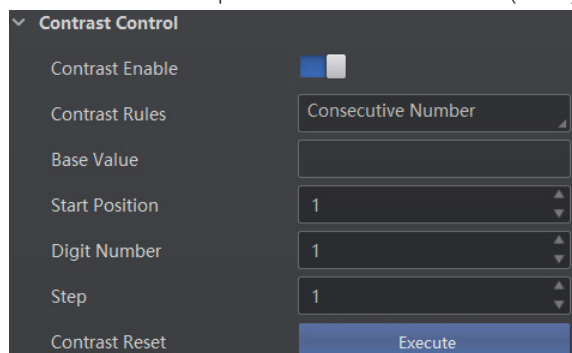 Contrast Control
Contrast Enable
Contrast Rules Consecutive Number
Base Value
Start Position 1
Digit Number 1
Step 1
Contrast Reset Execute